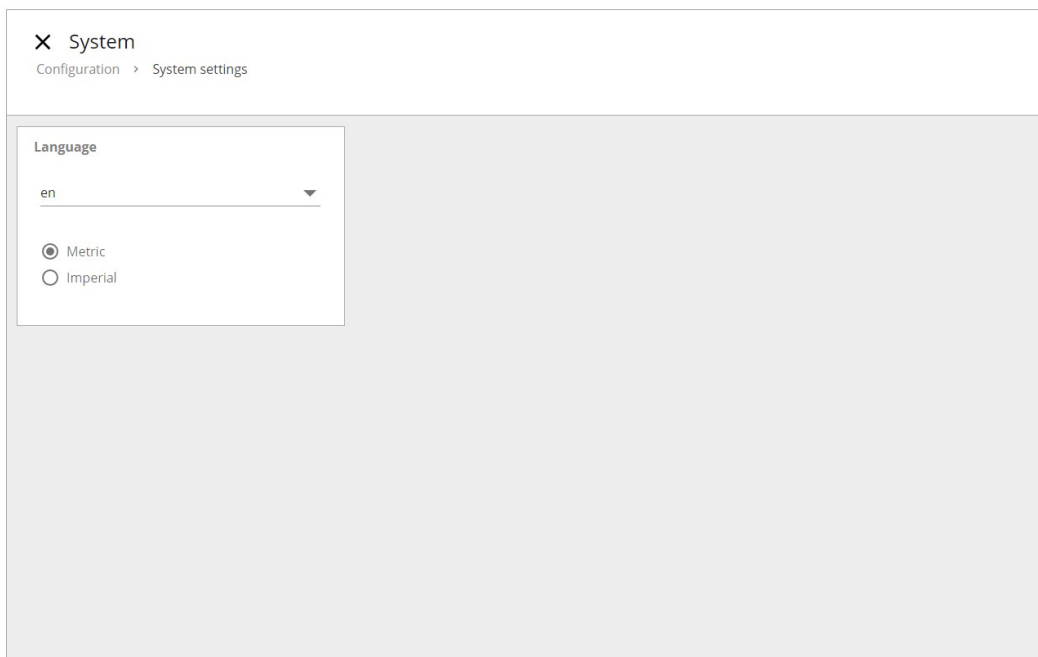 System
Configuration > System settings
Language
en
Metric
Imperial